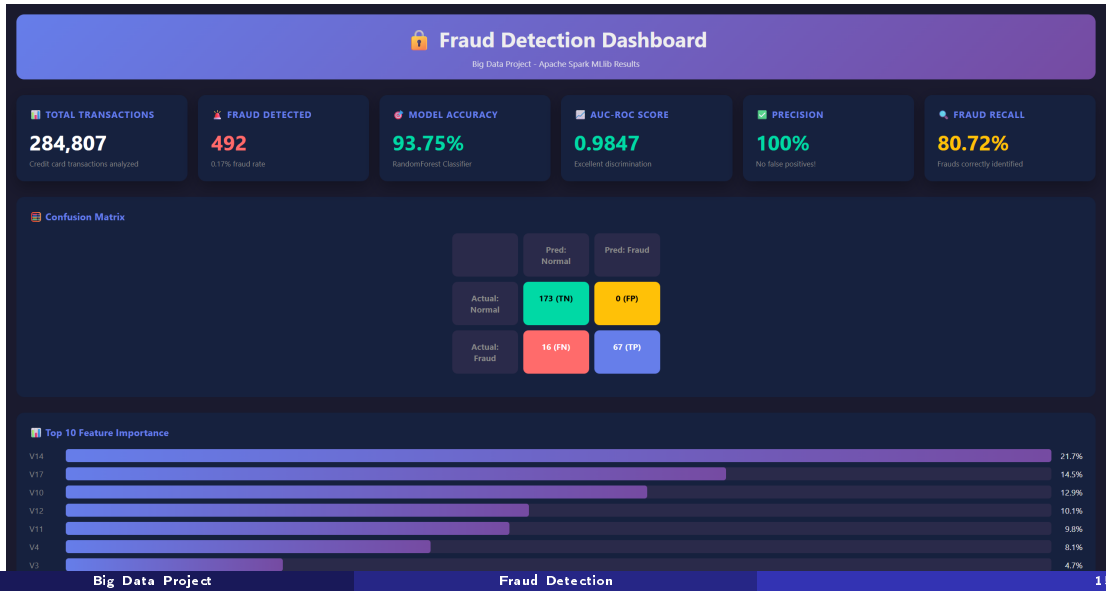 Fraud Detection Dashboard
Big Data Project - Apache Spark MLlib Results
TOTAL TRANSACTIONS
284,807
Credit card transactions analyzed
FRAUD DETECTED
492
0.17% fraud rate
MODEL ACCURACY
93.75%
RandomForest Classifier
AUC-ROC SCORE
0.9847
Excellent discrimination
PRECISION
100%
No false positives!
FRAUD RECALL
80.72%
Frauds correctly identified
Confusion Matrix
Pred:
Normal
Pred: Fraud
Actual:
Normal
173 (TN)
0 (FP)
Actual:
Fraud
16 (FN)
67 (TP)
Top 10 Feature Importance
V14 21.7%
V17 14.5%
V10 12.9%
V12 10.1%
V11 9.8%
V4 8.1%
V3 4.7%
Big Data Project Fraud Detection